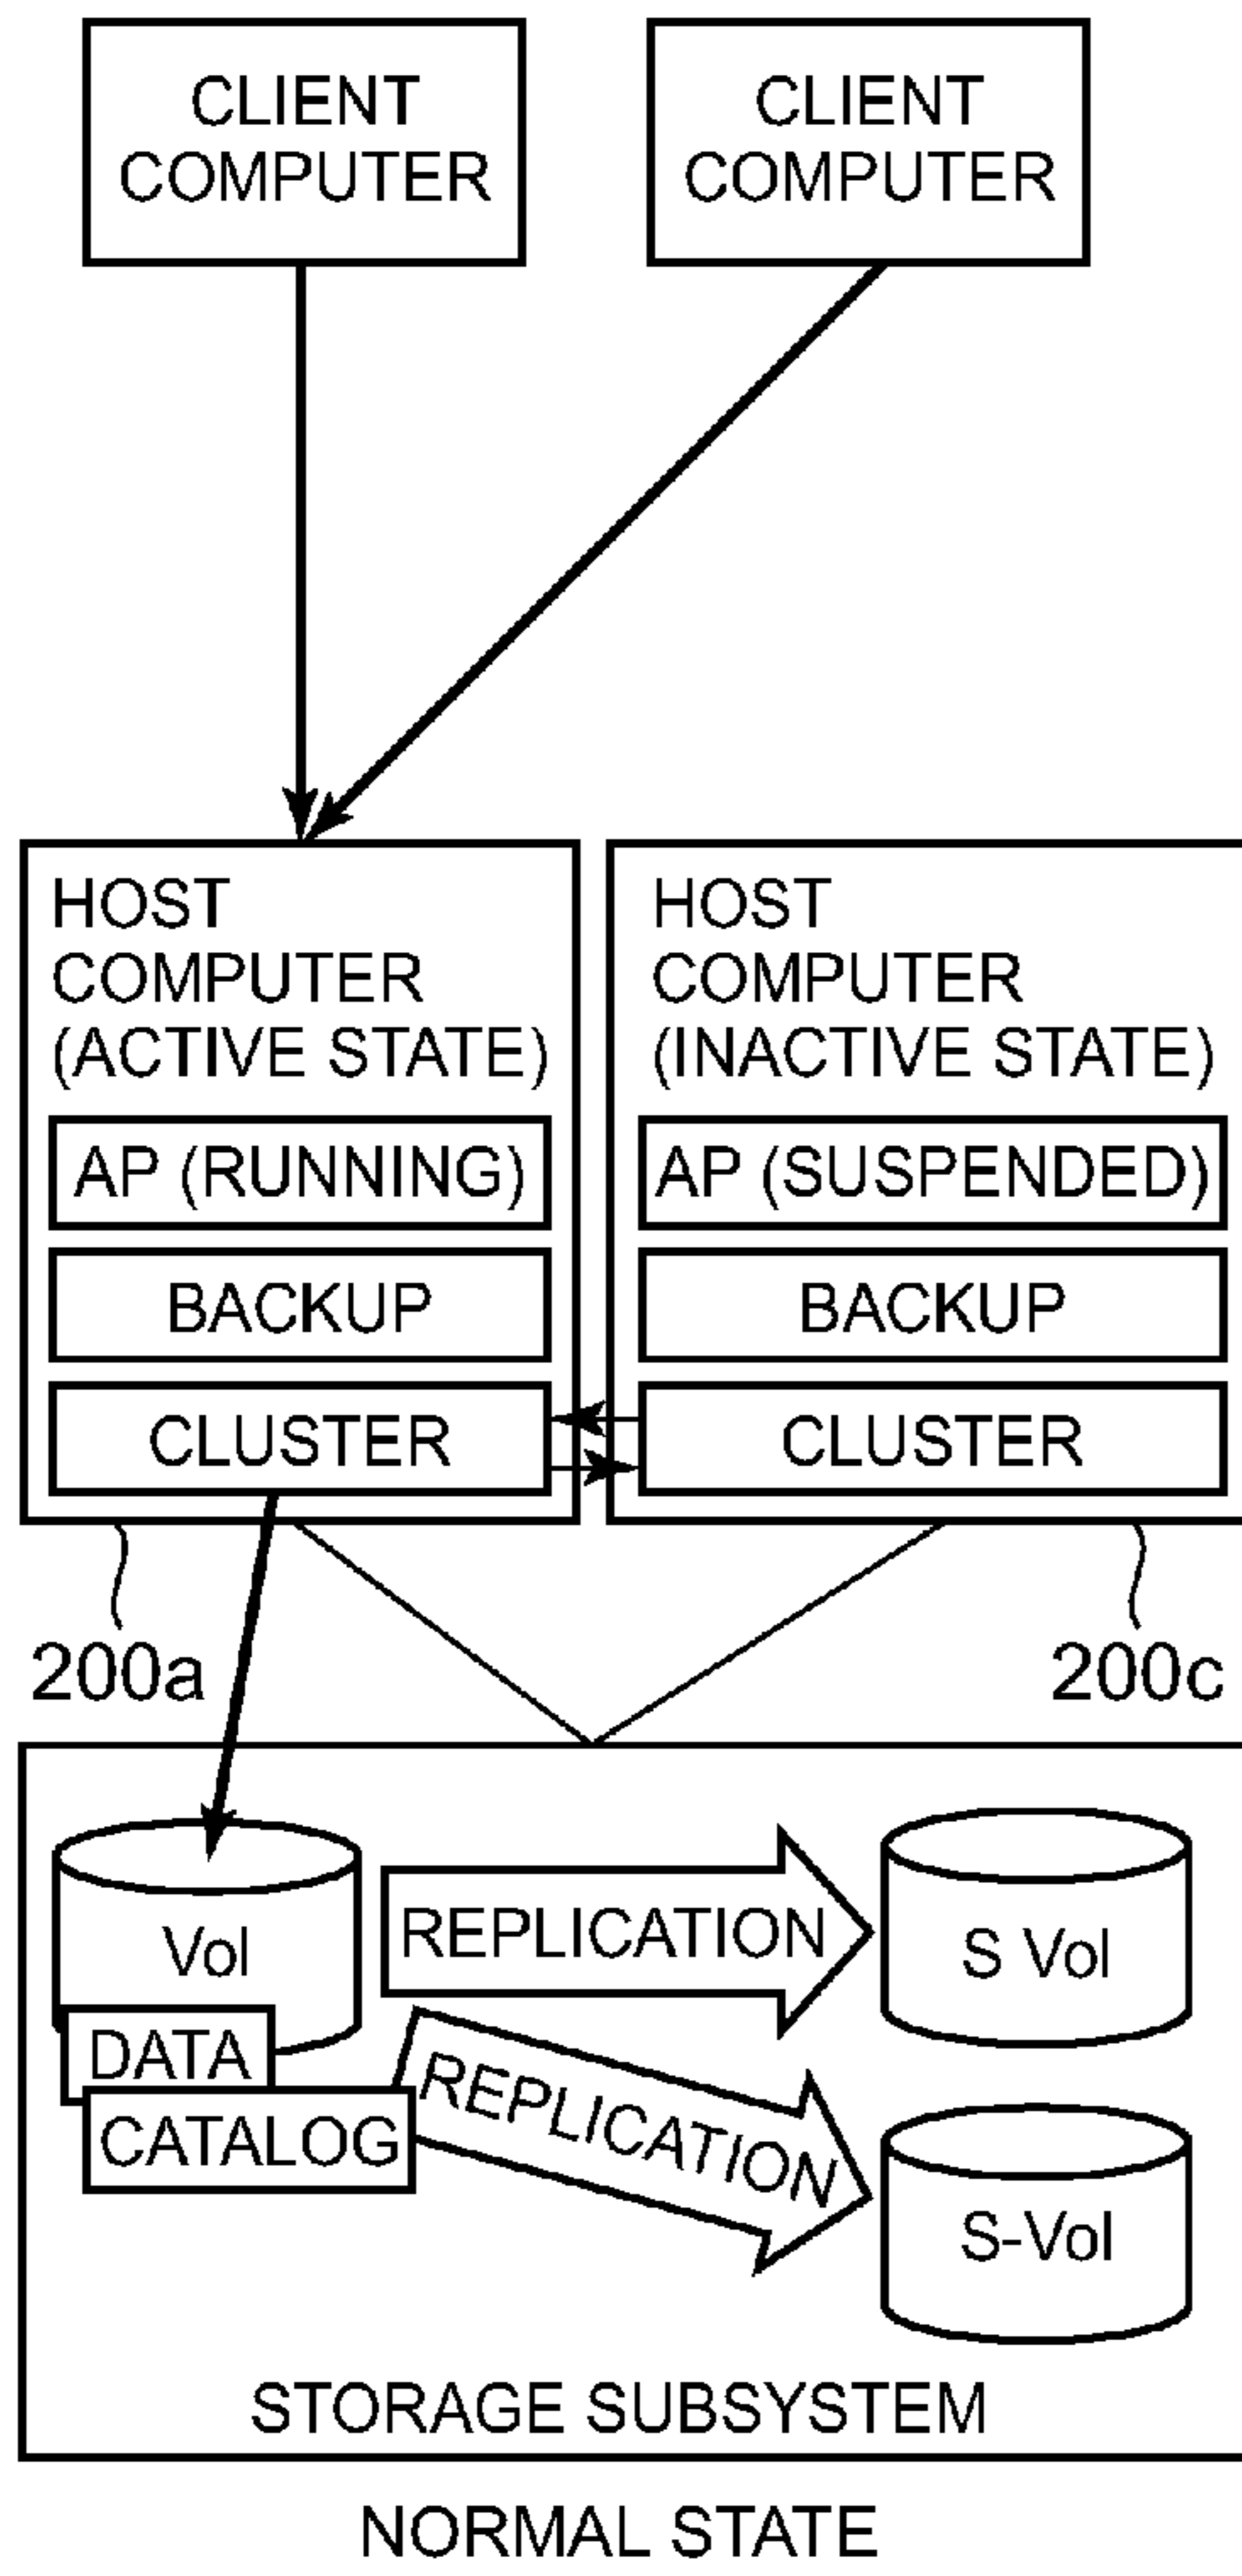 CLIENT
COMPUTER
CLIENT
COMPUTER
HOST
COMPUTER
(ACTIVE STATE)
AP (RUNNING)
BACKUP
CLUSTER
HOST
COMPUTER
(INACTIVE STATE)
AP (SUSPENDED)
BACKUP
CLUSTER
200a
200c
Vol
DATA
CATALOG
REPLICATION
REPLICATION
S Vol
S-Vol
STORAGE SUBSYSTEM
NORMAL STATE